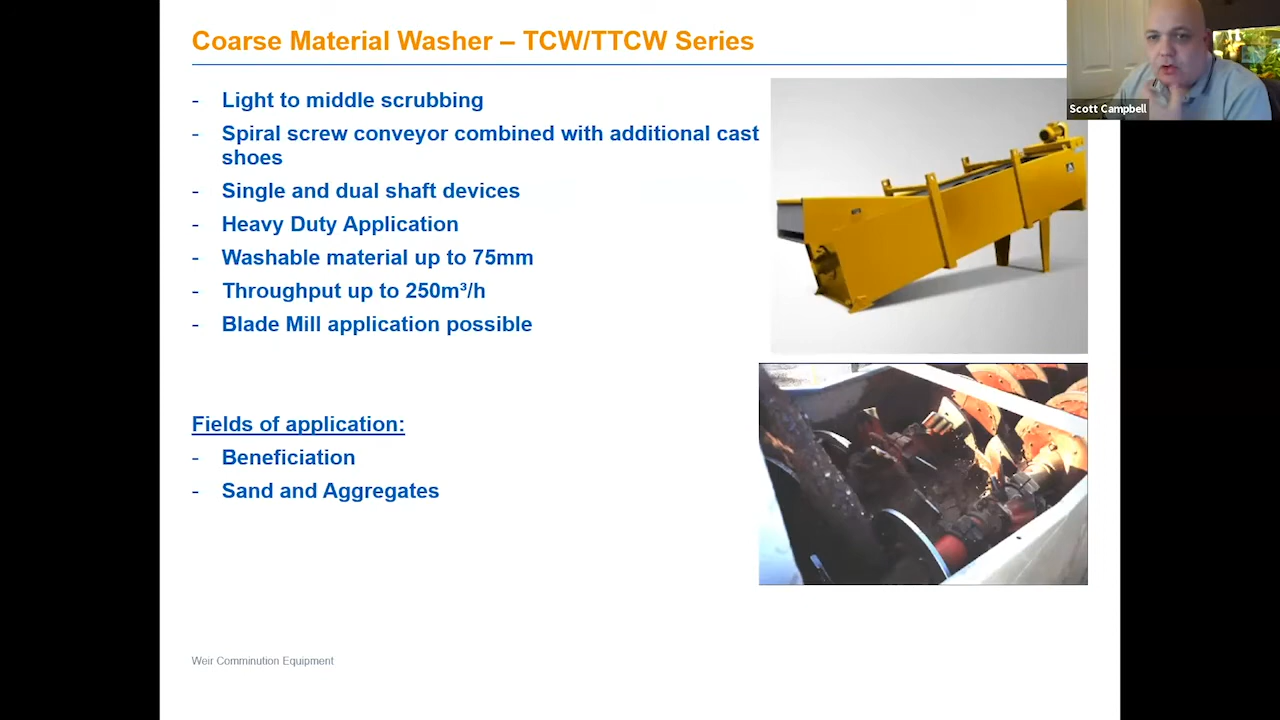 Coarse Material Washer – TCW/TTCW Series
- Light to middle scrubbing
- Spiral screw conveyor combined with additional cast
shoes
- Single and dual shaft devices
- Heavy Duty Application
- Washable material up to 75mm
- Throughput up to 250m³/h
- Blade Mill application possible
Fields of application:
- Beneficiation
- Sand and Aggregates
Weir Comminution Equipment
Scott Campbell